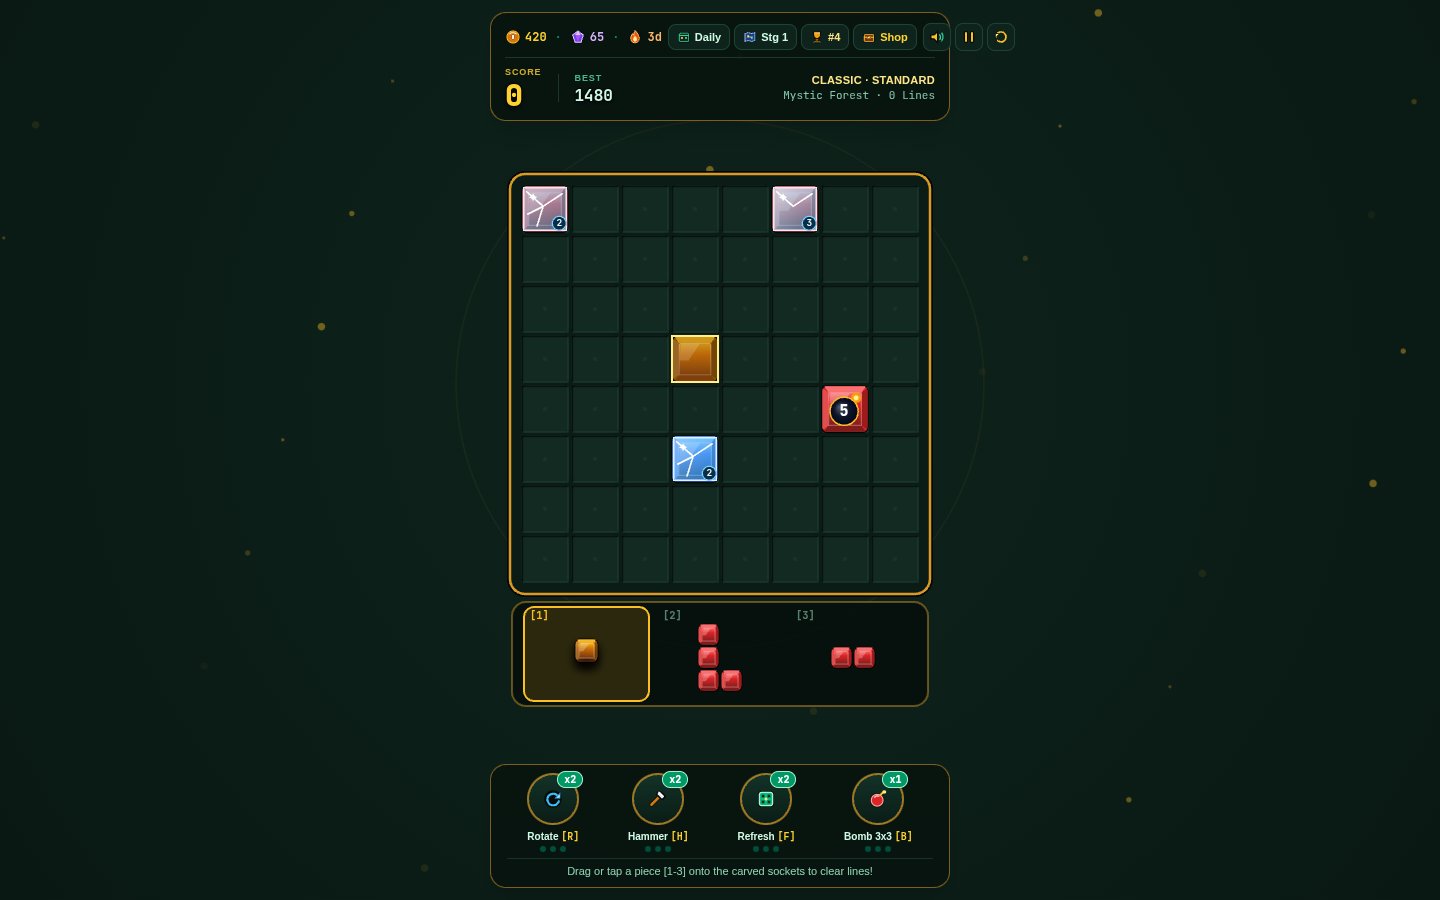 420 · 65 · 3d Daily Stg 1 #4 Shop
SCORE
0
BEST
1480
CLASSIC · STANDARD
Mystic Forest · 0 Lines
2
3
5
2
[1]
[2]
[3]
x2
x2
x2
x1
Rotate [R]
Hammer [H]
Refresh [F]
Bomb 3x3 [B]
Drag or tap a piece [1-3] onto the carved sockets to clear lines!